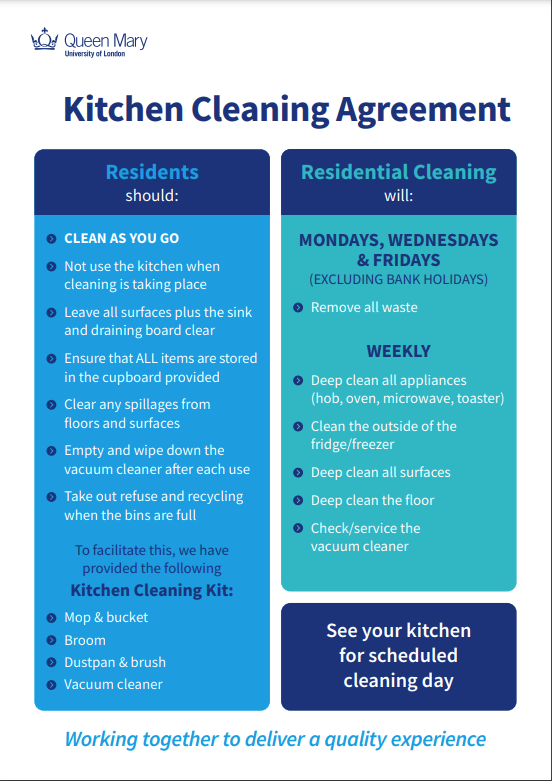 Queen Mary
University of London
Kitchen Cleaning Agreement
Residents
should:
CLEAN AS YOU GO
Not use the kitchen when
cleaning is taking place
Leave all surfaces plus the sink
and draining board clear
Ensure that ALL items are stored
in the cupboard provided
Clear any spillages from
floors and surfaces
Empty and wipe down the
vacuum cleaner after each use
Take out refuse and recycling
when the bins are full
To facilitate this, we have
provided the following
Kitchen Cleaning Kit:
Mop & bucket
Broom
Dustpan & brush
Vacuum cleaner
Residential Cleaning
will:
MONDAYS, WEDNESDAYS
& FRIDAYS
(EXCLUDING BANK HOLIDAYS)
Remove all waste
WEEKLY
Deep clean all appliances
(hob, oven, microwave, toaster)
Clean the outside of the
fridge/freezer
Deep clean all surfaces
Deep clean the floor
Check/service the
vacuum cleaner
See your kitchen
for scheduled
cleaning day
Working together to deliver a quality experience